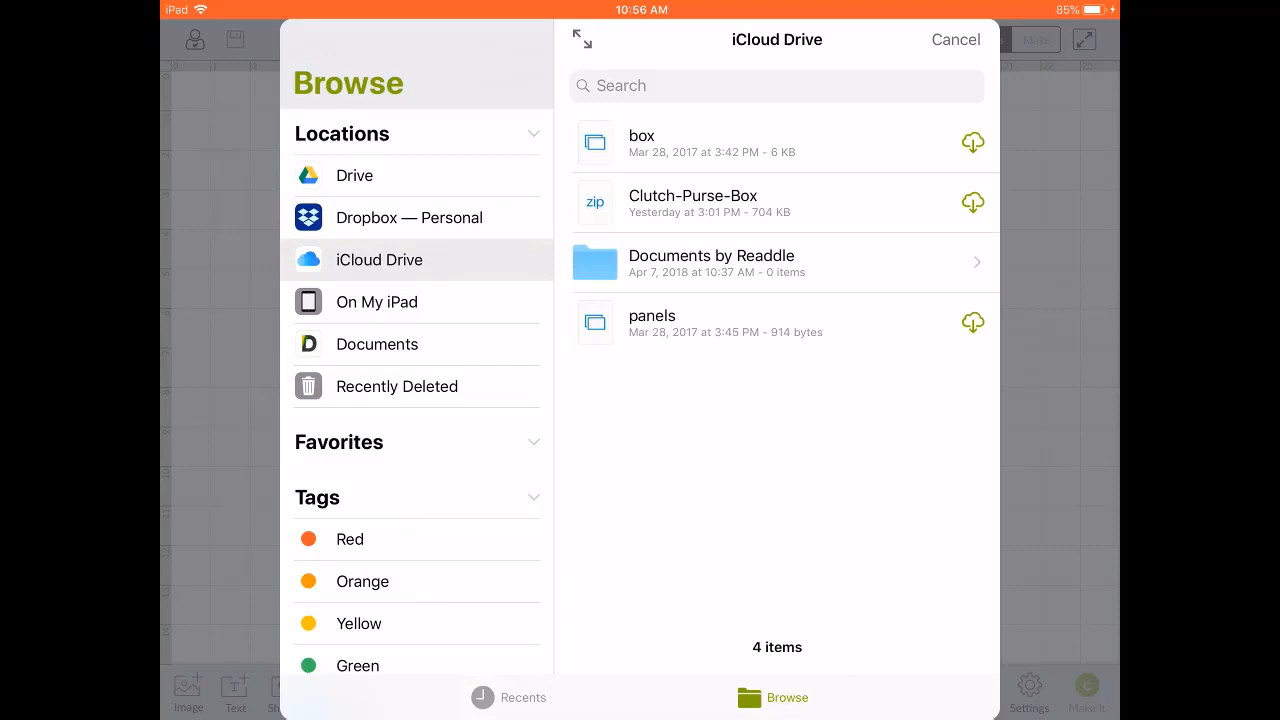 iPad
10:56 AM
85%
Browse
Locations
Drive
Dropbox — Personal
iCloud Drive
On My iPad
Documents
Recently Deleted
Favorites
Tags
Red
Orange
Yellow
Green
iCloud Drive
Cancel
Search
box
Mar 28, 2017 at 3:42 PM - 6 KB
zip
Clutch-Purse-Box
Yesterday at 3:01 PM - 704 KB
Documents by Readdle
Apr 7, 2018 at 10:37 AM - 0 items
panels
Mar 28, 2017 at 3:45 PM - 914 bytes
4 items
Recents
Browse
Image
Text
Settings
Make It